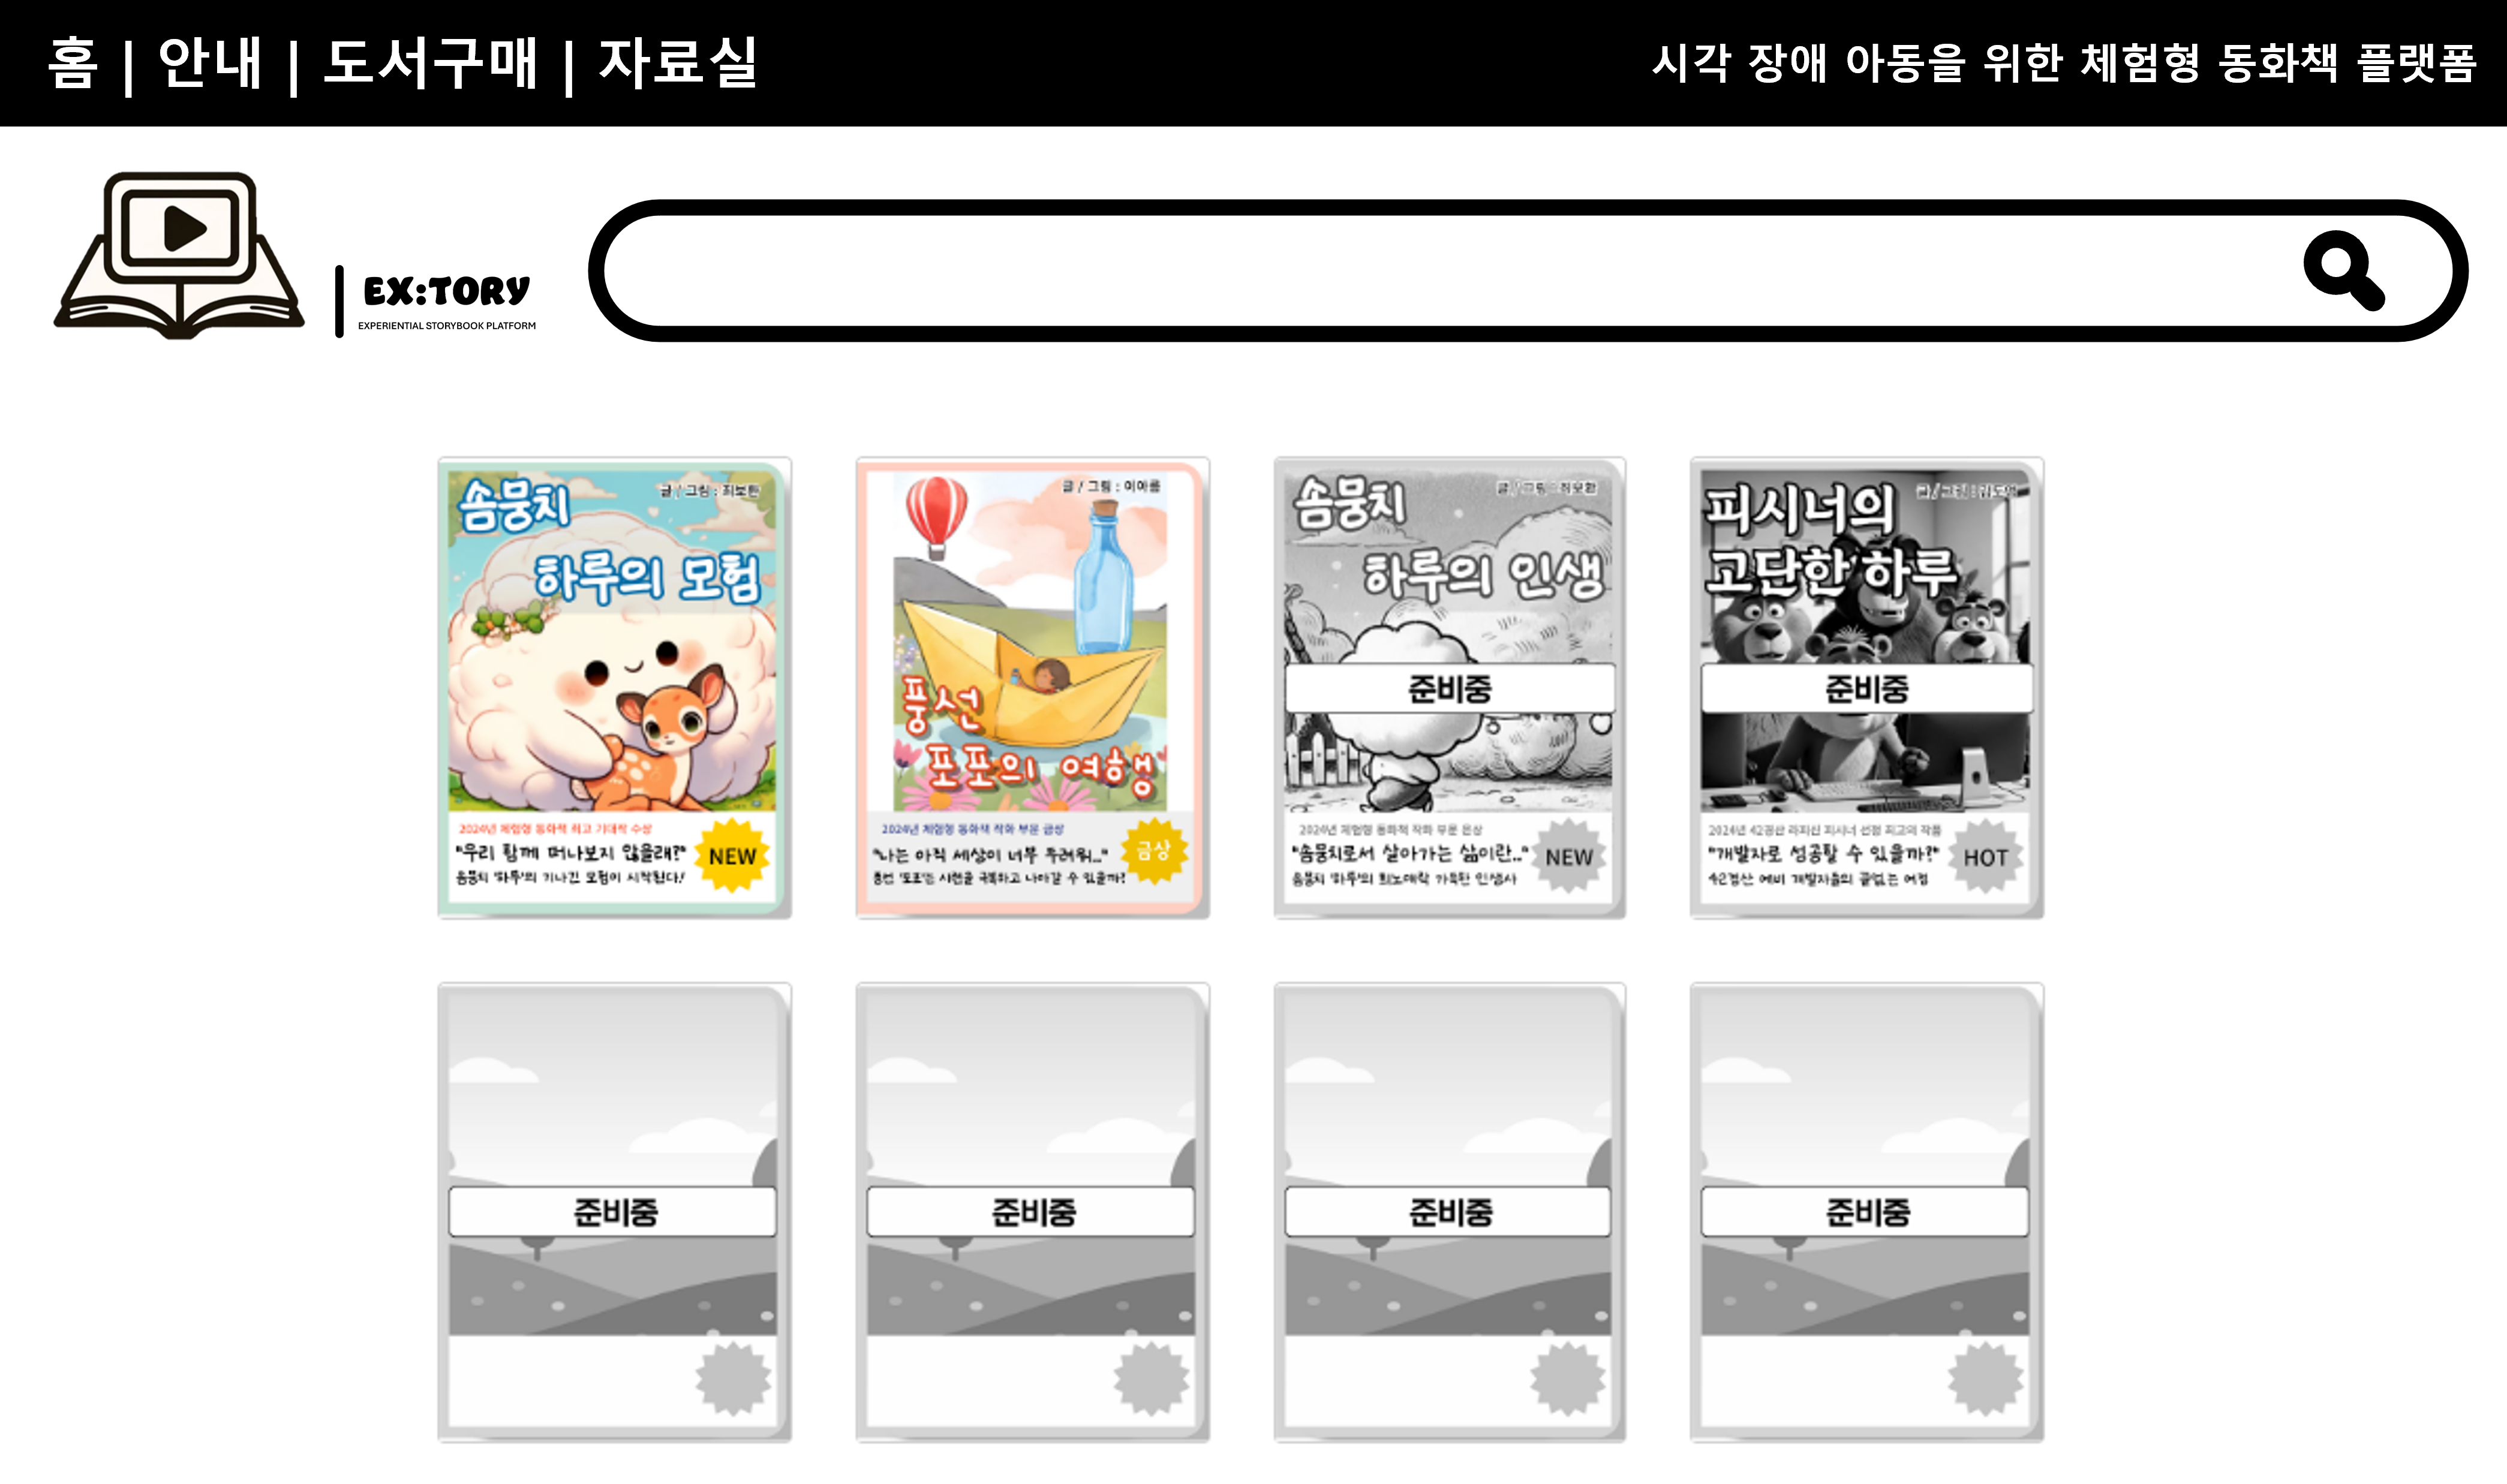 홈 | 안내 | 도서구매 | 자료실
시각 장애 아동을 위한 체험형 동화책 플랫폼
EX:TORY
EXPERIENTIAL STORYBOOK PLATFORM
솜뭉치
글 / 그림 : 최보환
하루의 모험
2024년 체험형 동화책 최고 기대작 수상
"우리 함께 떠나보지 않을래?"
솜뭉치 '하루'의 기나긴 모험이 시작된다!
NEW
글 / 그림 : 이아름
풍선
포포의 여행
2024년 체험형 동화책 작화 부문 금상
"나는 아직 세상이 너무 두려워..."
풍선 '포포'는 시련을 극복하고 나아갈 수 있을까?
금상
솜뭉치
글 / 그림 : 최보환
하루의 인생
준비중
2024년 체험형 동화책 작화 부문 은상
"솜뭉치로서 살아가는 삶이란.."
솜뭉치 '하루'의 희노애락 가득한 인생사
NEW
피시너의
글 / 그림 :
고단한 하루
준비중
2024년 42경산 라피신 피시너 선정 최고의 작품
"개발자로 성공할 수 있을까?"
42경산 예비 개발자들의 끝없는 여정
HOT
준비중
준비중
준비중
준비중